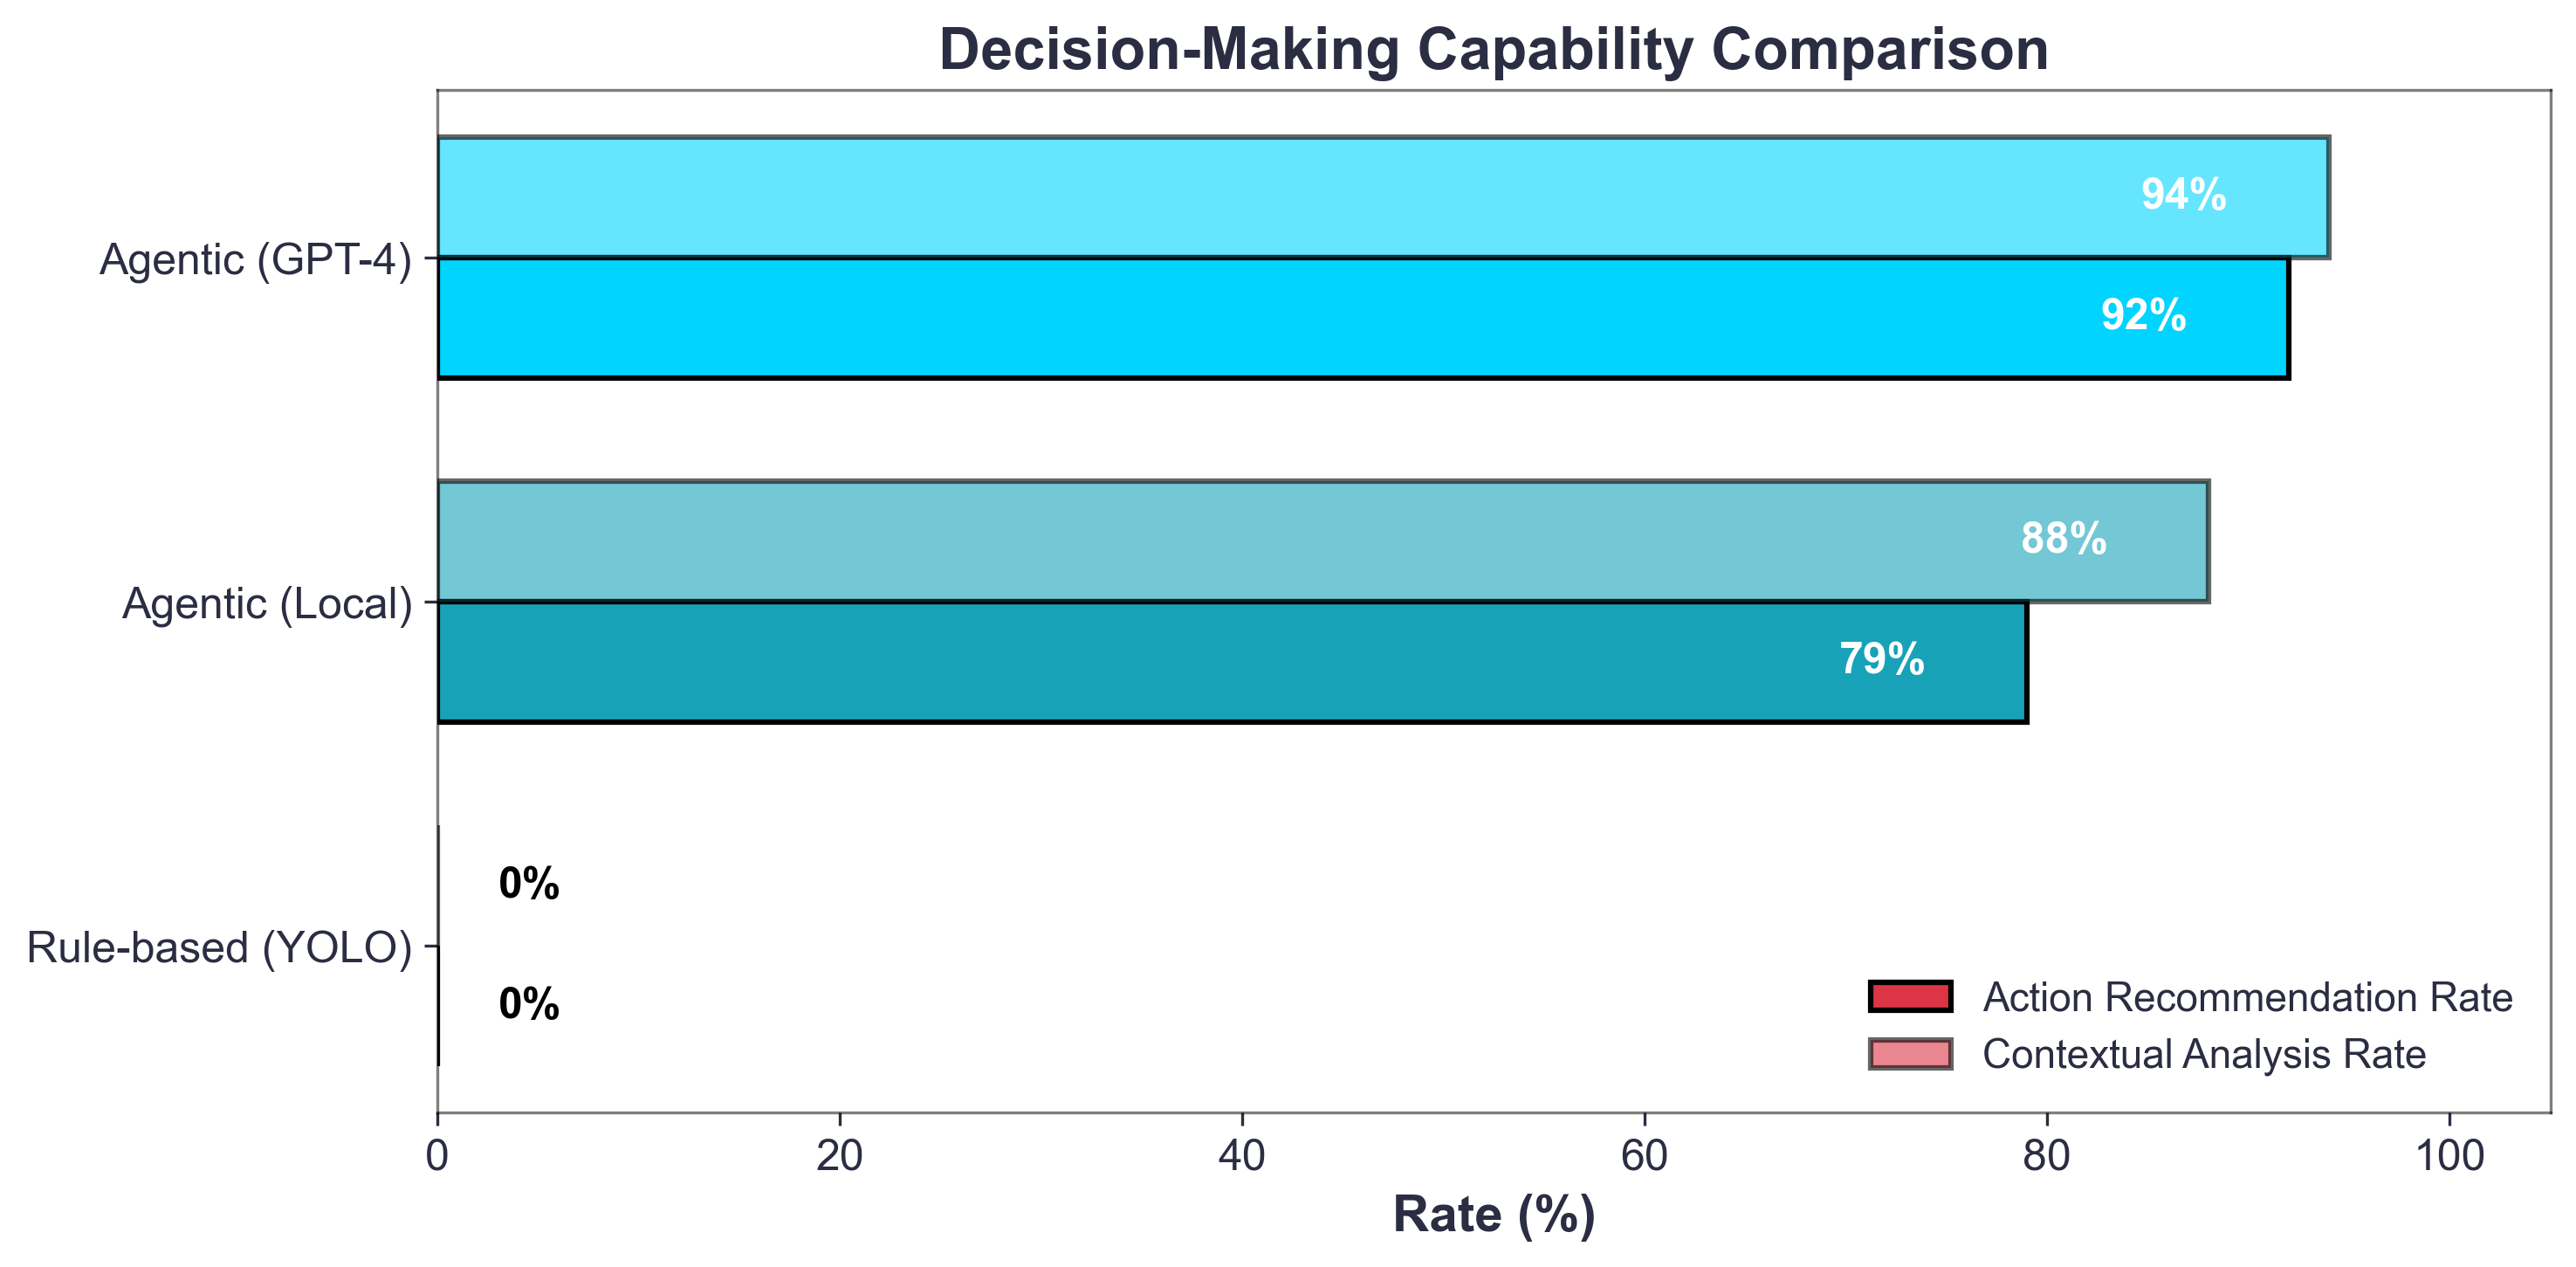 Decision-Making Capability Comparison
Agentic (GPT-4)
94%
92%
Agentic (Local)
88%
79%
Rule-based (YOLO)
0%
0%
Action Recommendation Rate
Contextual Analysis Rate
0 20 40 60 80 100
Rate (%)